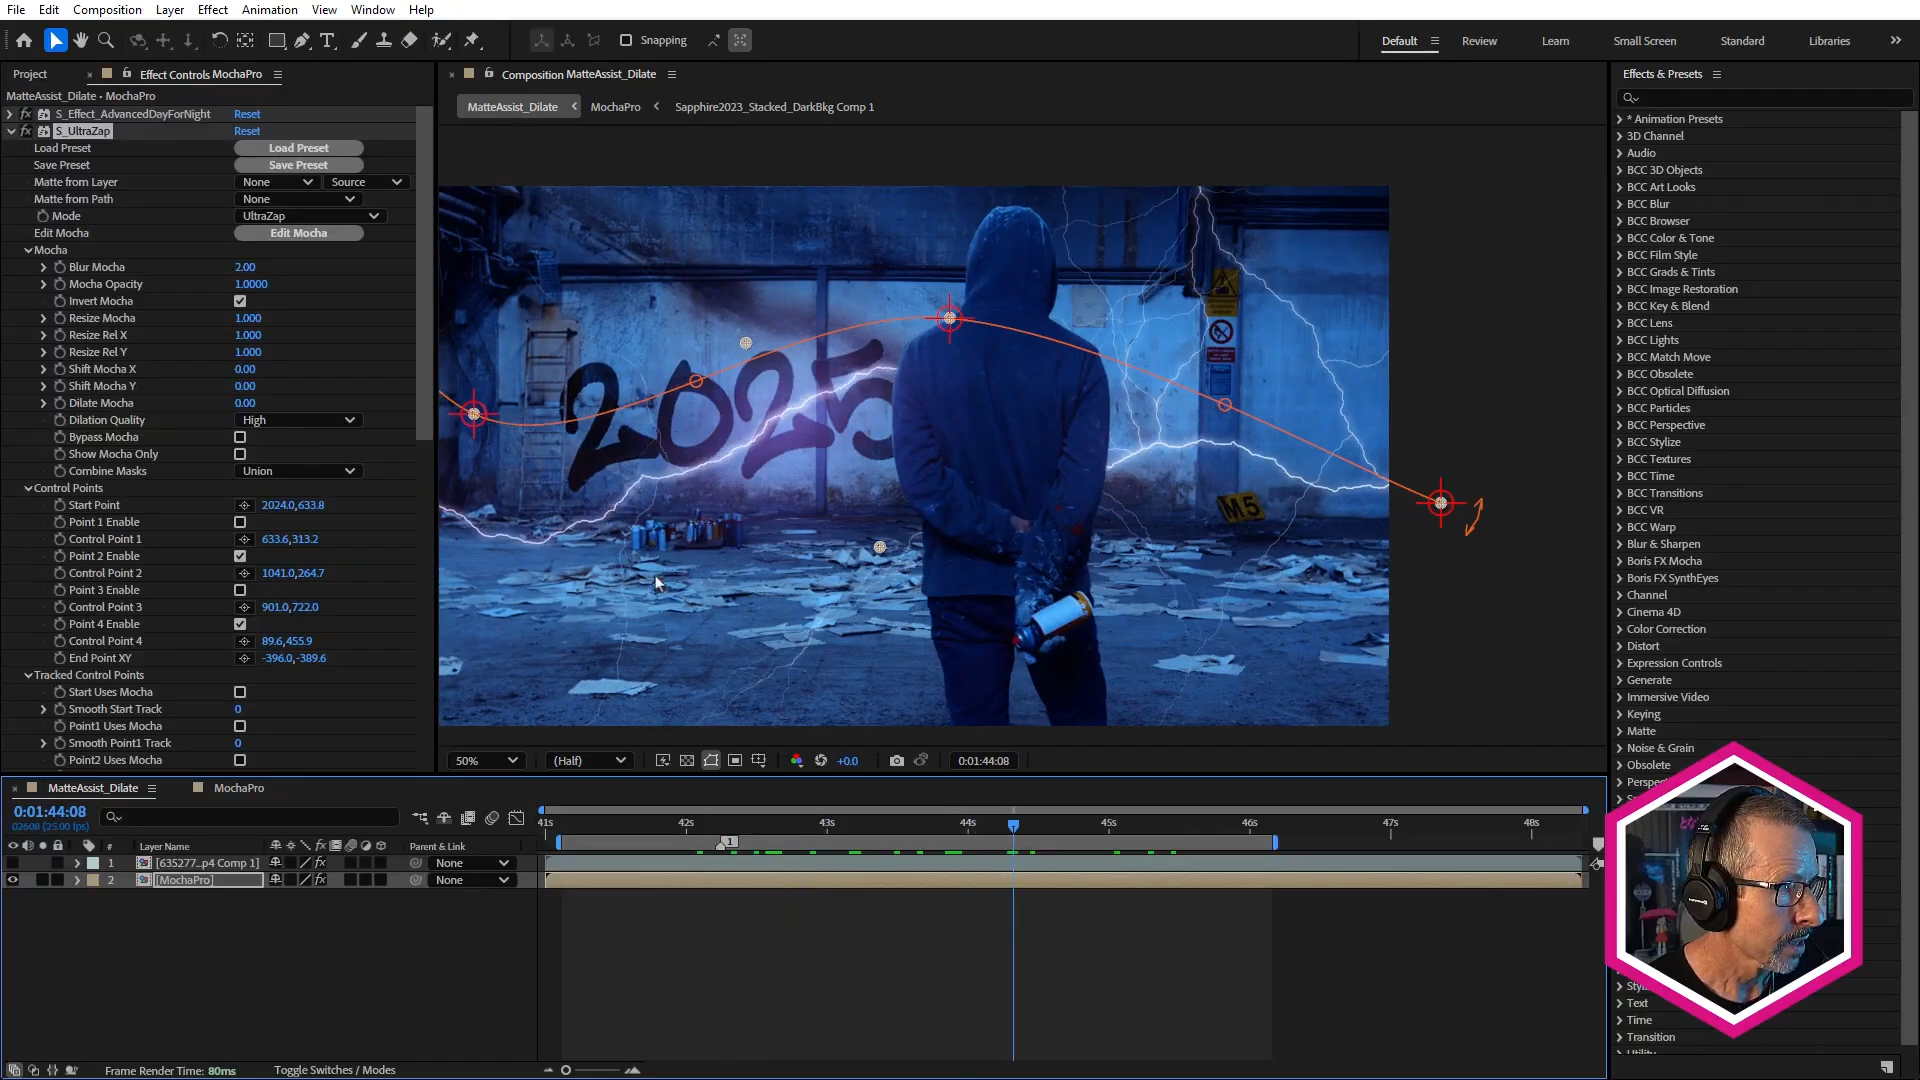 File Edit Composition Layer Effect Animation View Window Help
Snapping Default Review Learn Small Screen Standard Libraries
Project Effect Controls MochaPro
MatteAssist_Dilate • MochaPro
S_Effect_AdvancedDayForNight Reset
S_UltraZap Reset
Load Preset Load Preset
Save Preset Save Preset
Matte from Layer None Source
Matte from Path None
Mode UltraZap
Edit Mocha Edit Mocha
Mocha
Blur Mocha 2.00
Mocha Opacity 1.0000
Invert Mocha
Resize Mocha 1.000
Resize Rel X 1.000
Resize Rel Y 1.000
Shift Mocha X 0.00
Shift Mocha Y 0.00
Dilate Mocha 0.00
Dilation Quality High
Bypass Mocha
Show Mocha Only
Combine Masks Union
Control Points
Start Point 2024.0,633.8
Point 1 Enable
Control Point 1 633.6,313.2
Point 2 Enable
Control Point 2 1041.0,264.7
Point 3 Enable
Control Point 3 901.0,722.0
Point 4 Enable
Control Point 4 89.6,455.9
End Point XY -396.0,-389.6
Tracked Control Points
Start Uses Mocha
Smooth Start Track 0
Point1 Uses Mocha
Smooth Point1 Track 0
Point2 Uses Mocha
Composition MatteAssist_Dilate
MatteAssist_Dilate MochaPro Sapphire2023_Stacked_DarkBkg Comp 1
2025
M5
50% (Half) +0.0 0:01:44:08
Effects & Presets
* Animation Presets
3D Channel
Audio
BCC 3D Objects
BCC Art Looks
BCC Blur
BCC Browser
BCC Color & Tone
BCC Film Style
BCC Grads & Tints
BCC Image Restoration
BCC Key & Blend
BCC Lens
BCC Lights
BCC Match Move
BCC Obsolete
BCC Optical Diffusion
BCC Particles
BCC Perspective
BCC Stylize
BCC Textures
BCC Time
BCC Transitions
BCC VR
BCC Warp
Blur & Sharpen
Boris FX Mocha
Boris FX SynthEyes
Channel
Cinema 4D
Color Correction
Distort
Expression Controls
Generate
Immersive Video
Keying
Matte
Noise & Grain
Obsolete
Text
Time
Transition
MatteAssist_Dilate MochaPro
0:01:44:08
02608 (25.00 fps)
41s 42s 43s 44s 45s 46s 47s 48s
# Layer Name Parent & Link
1
1 [635277...p4 Comp 1] None
2 [MochaPro] None
Frame Render Time: 80ms Toggle Switches / Modes